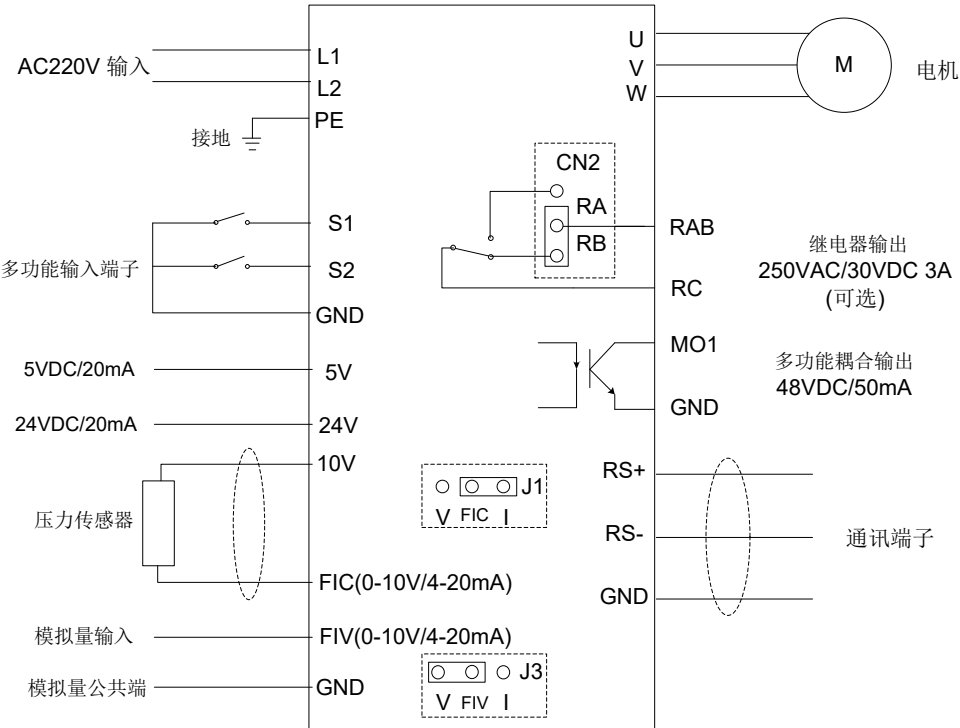 AC220V 输入
L1
L2
PE
接地
U
V
W
M
电机
CN2
RA
RB
RAB
RC
继电器输出
250VAC/30VDC 3A
(可选)
多功能输入端子
S1
S2
GND
MO1
GND
多功能耦合输出
48VDC/50mA
5VDC/20mA
5V
24VDC/20mA
24V
10V
压力传感器
FIC(0-10V/4-20mA)
J1
V FIC I
RS+
RS-
GND
通讯端子
模拟量输入
FIV(0-10V/4-20mA)
模拟量公共端
GND
J3
V FIV I